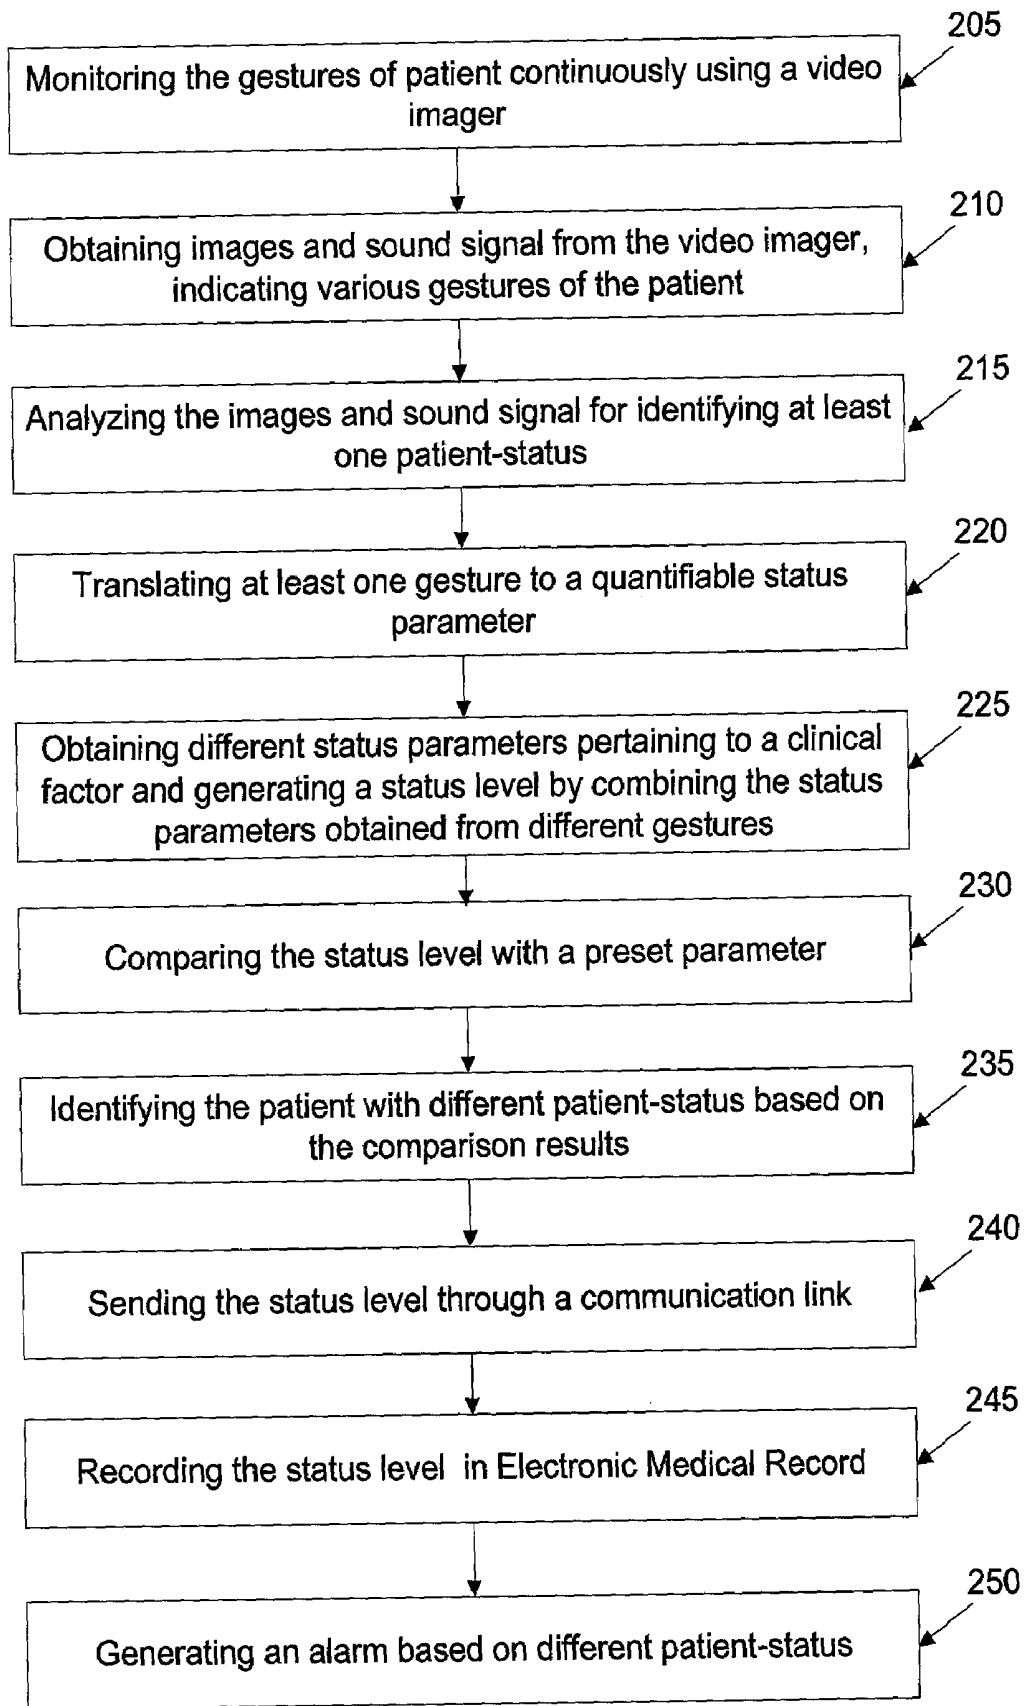 205
Monitoring the gestures of patient continuously using a video
imager
210
Obtaining images and sound signal from the video imager,
indicating various gestures of the patient
215
Analyzing the images and sound signal for identifying at least
one patient-status
220
Translating at least one gesture to a quantifiable status
parameter
225
Obtaining different status parameters pertaining to a clinical
factor and generating a status level by combining the status
parameters obtained from different gestures
230
Comparing the status level with a preset parameter
235
Identifying the patient with different patient-status based on
the comparison results
240
Sending the status level through a communication link
245
Recording the status level in Electronic Medical Record
250
Generating an alarm based on different patient-status